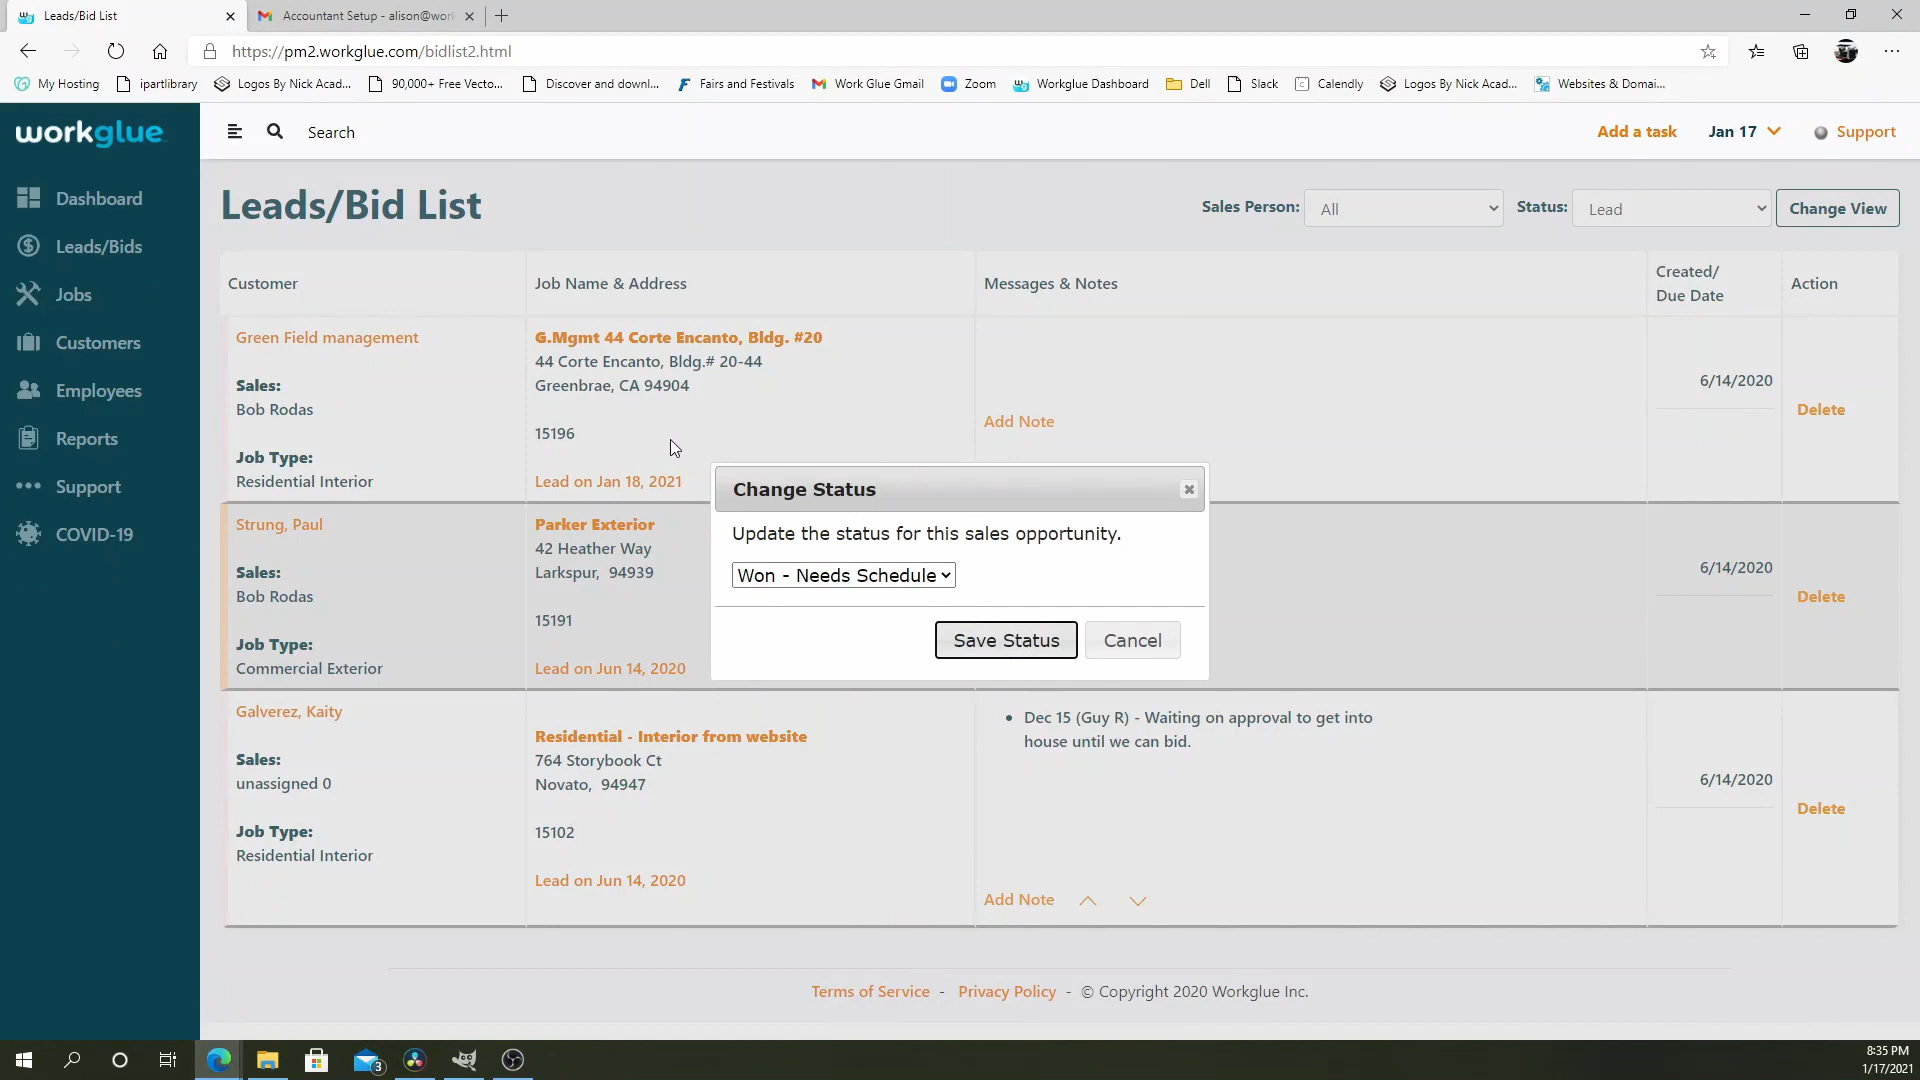 Leads/Bid List
Accountant Setup - alison@work
https://pm2.workglue.com/bidlist2.html
My Hosting
ipartlibrary
Logos By Nick Acad...
90,000+ Free Vecto...
Discover and downl...
Fairs and Festivals
Work Glue Gmail
Zoom
Workglue Dashboard
Dell
Slack
Calendly
Logos By Nick Acad...
Websites & Domai...
workglue
Search
Add a task
Jan 17
Support
Dashboard
Leads/Bids
Jobs
Customers
Employees
Reports
Support
COVID-19
Leads/Bid List
Sales Person:
All
Status:
Lead
Change View
Customer
Job Name & Address
Messages & Notes
Created/
Due Date
Action
Green Field management
Sales:
Bob Rodas
Job Type:
Residential Interior
G.Mgmt 44 Corte Encanto, Bldg. #20
44 Corte Encanto, Bldg.# 20-44
Greenbrae, CA 94904
15196
Lead on Jan 18, 2021
Add Note
6/14/2020
Delete
Strung, Paul
Sales:
Bob Rodas
Job Type:
Commercial Exterior
Parker Exterior
42 Heather Way
Larkspur, 94939
15191
Lead on Jun 14, 2020
6/14/2020
Delete
Change Status
Update the status for this sales opportunity.
Won - Needs Schedule
Save Status
Cancel
Galverez, Kaity
Sales:
unassigned 0
Job Type:
Residential Interior
Residential - Interior from website
764 Storybook Ct
Novato, 94947
15102
Lead on Jun 14, 2020
• Dec 15 (Guy R) - Waiting on approval to get into
house until we can bid.
Add Note
6/14/2020
Delete
Terms of Service - Privacy Policy - © Copyright 2020 Workglue Inc.
3
8:35 PM
1/17/2021